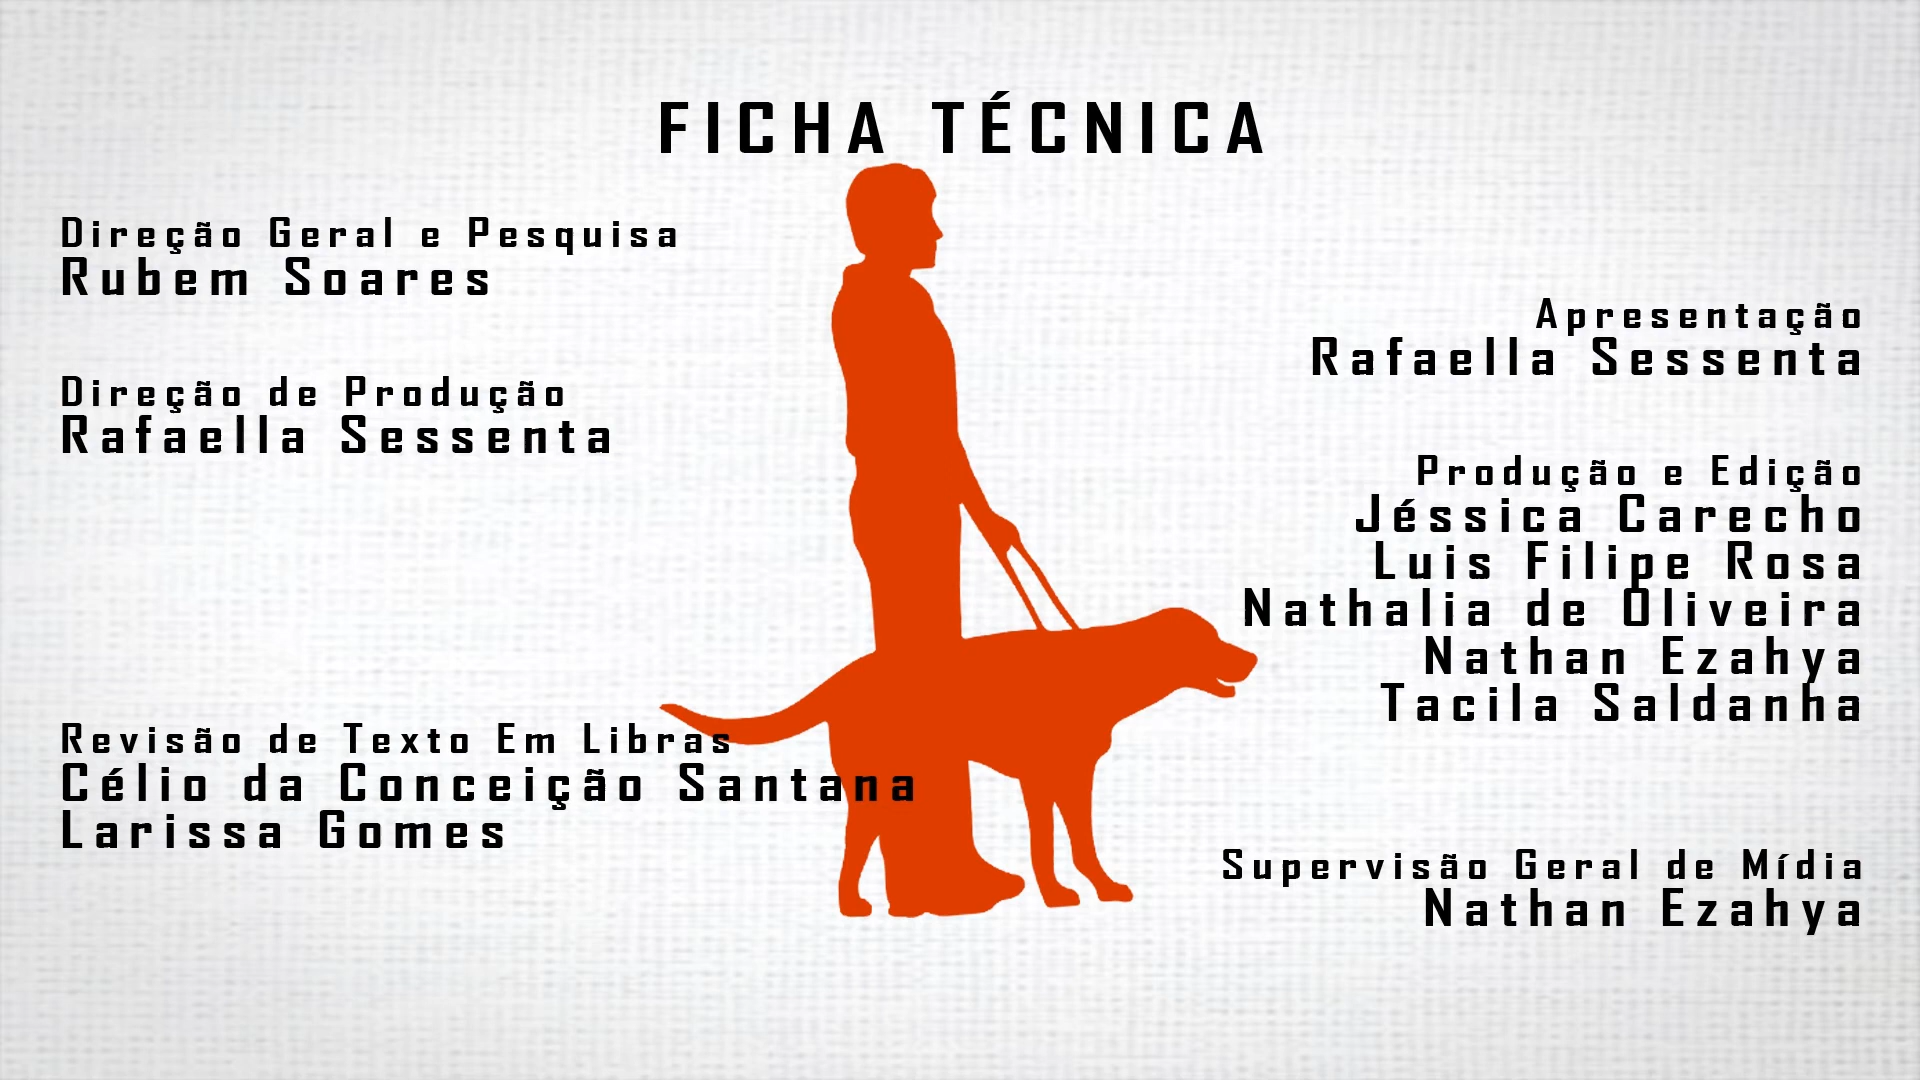 FICHA TÉCNICA
Direção Geral e Pesquisa
Rubem Soares
Direção de Produção
Rafaella Sessenta
Revisão de Texto Em Libras
Célio da Conceição Santana
Larissa Gomes
Apresentação
Rafaella Sessenta
Produção e Edição
Jéssica Carecho
Luis Filipe Rosa
Nathalia de Oliveira
Nathan Ezahya
Tacila Saldanha
Supervisão Geral de Mídia
Nathan Ezahya